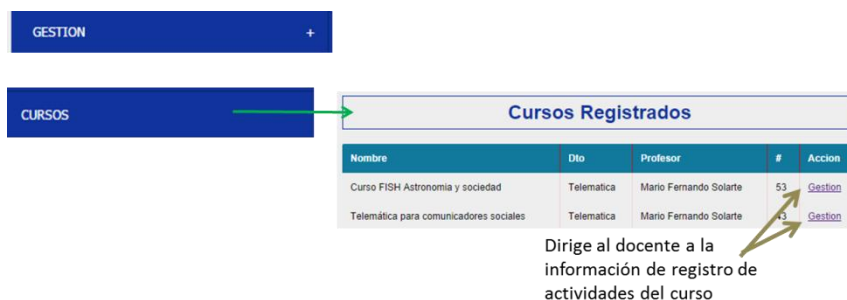 GESTION +
CURSOS
Cursos Registrados
Nombre Dto Profesor # Accion
Curso FISH Astronomia y sociedad Telematica Mario Fernando Solarte 53 Gestion
Telemática para comunicadores sociales Telematica Mario Fernando Solarte Gestion
Dirige al docente a la
información de registro de
actividades del curso